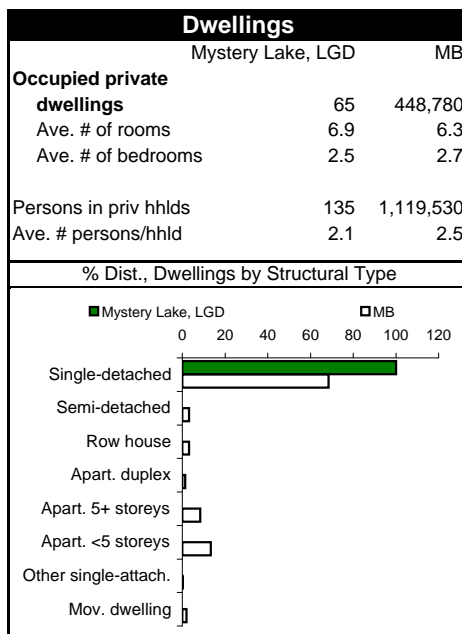 Dwellings
Mystery Lake, LGD MB
Occupied private
dwellings 65 448,780
Ave. # of rooms 6.9 6.3
Ave. # of bedrooms 2.5 2.7
Persons in priv hhlds 135 1,119,530
Ave. # persons/hhld 2.1 2.5
% Dist., Dwellings by Structural Type
Mystery Lake, LGD MB
0 20 40 60 80 100 120
Single-detached
Semi-detached
Row house
Apart. duplex
Apart. 5+ storeys
Apart. <5 storeys
Other single-attach.
Mov. dwelling